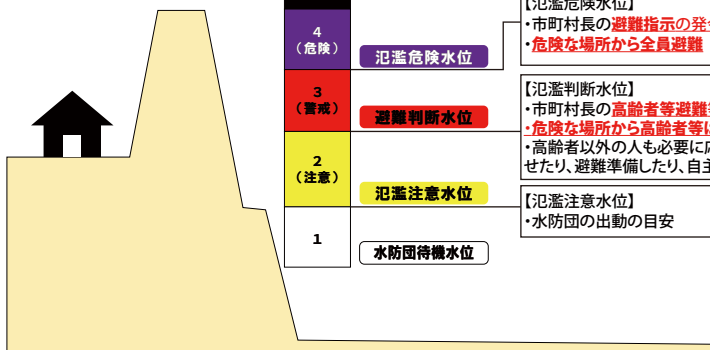 【氾濫危険水位】
・市町村長の避難指示の発
・危険な場所から全員避難
4
（危険）
氾濫危険水位
3
（警戒）
避難判断水位
【氾濫判断水位】
・市町村長の高齢者等避難
・危険な場所から高齢者等は
・高齢者以外の人も必要に応
せたり、避難準備したり、自主
2
（注意）
氾濫注意水位
【氾濫注意水位】
・水防団の出動の目安
1
水防団待機水位